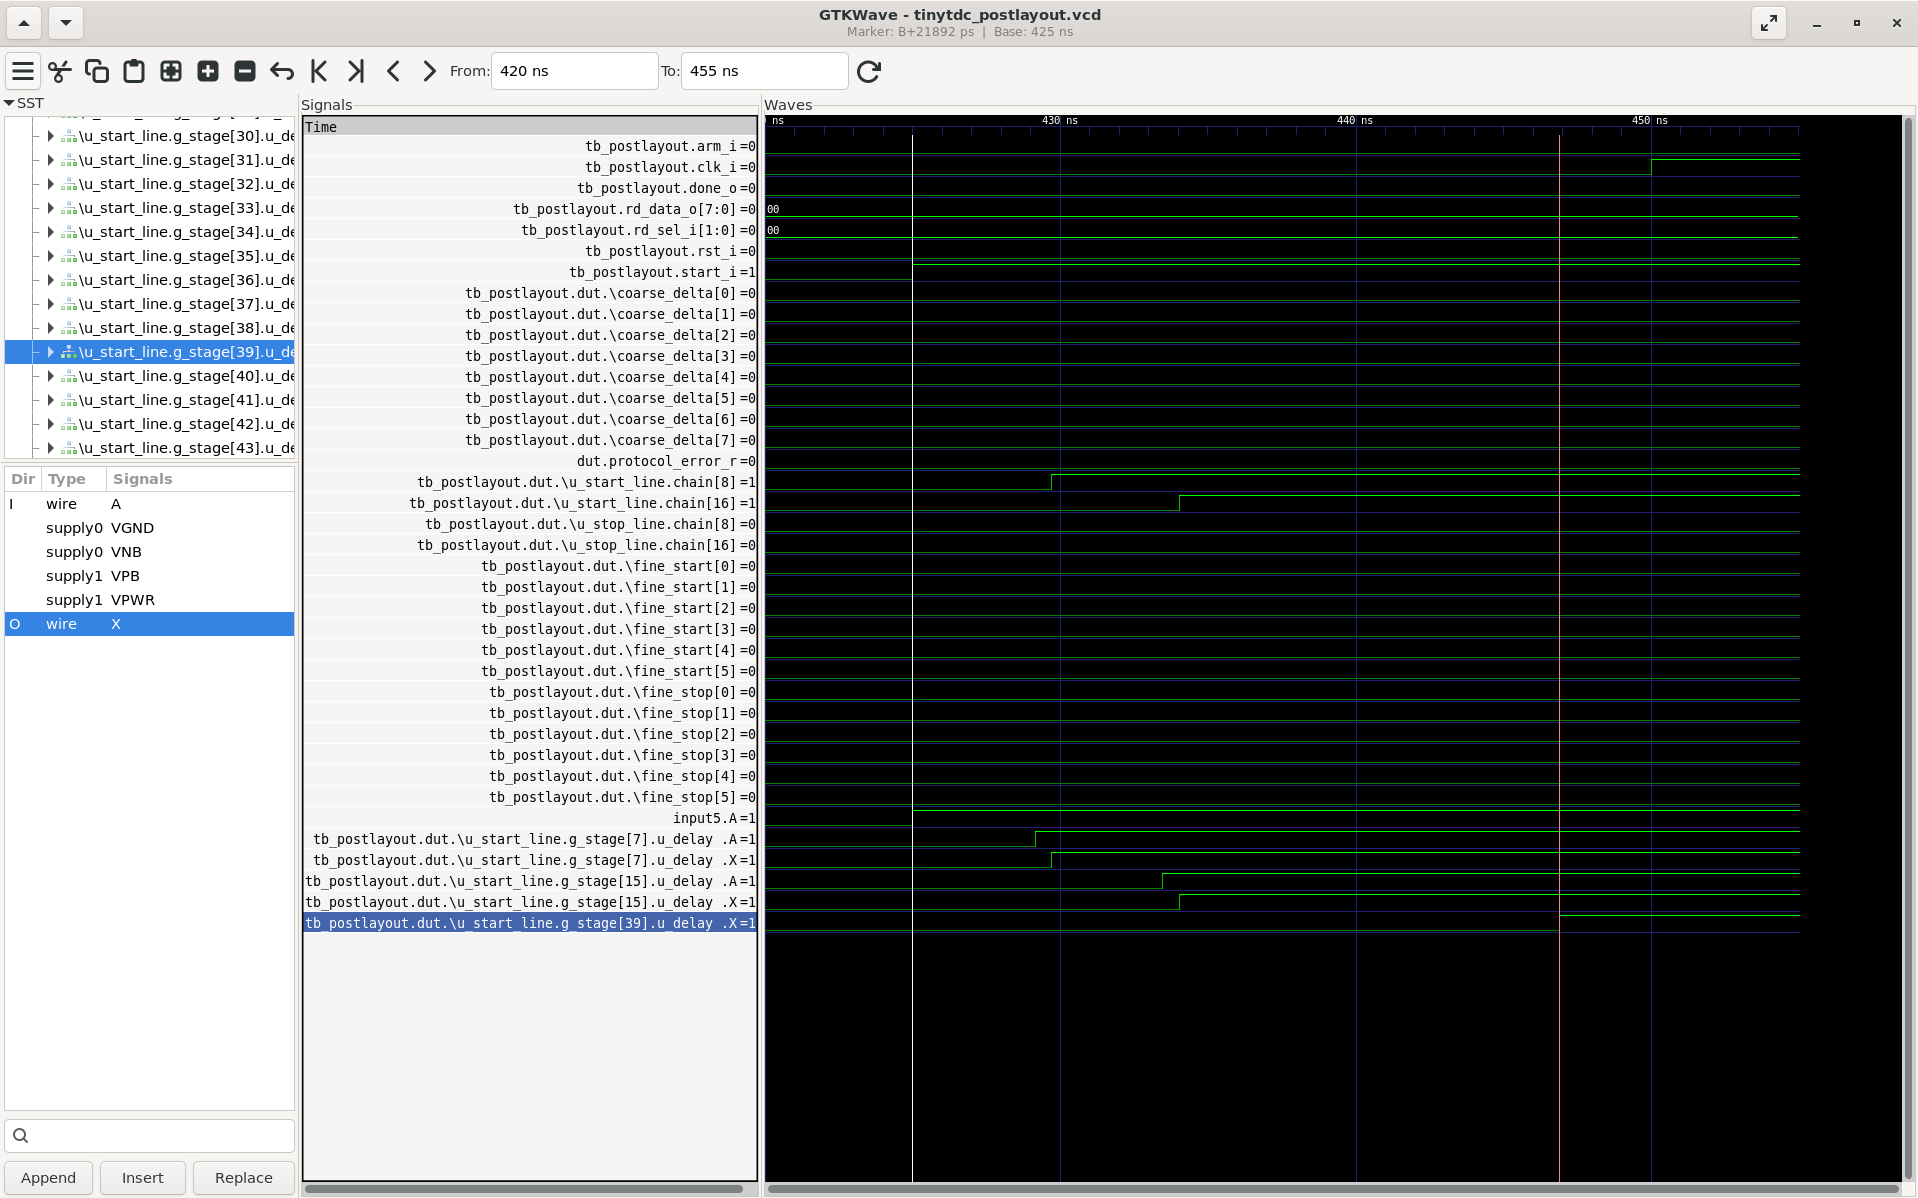 GTKWave - tinytdc_postlayout.vcd
Marker: B+21892 ps | Base: 425 ns
From: 420 ns To: 455 ns
SST
\u_start_line.g_stage[30].u_de
\u_start_line.g_stage[31].u_de
\u_start_line.g_stage[32].u_de
\u_start_line.g_stage[33].u_de
\u_start_line.g_stage[34].u_de
\u_start_line.g_stage[35].u_de
\u_start_line.g_stage[36].u_de
\u_start_line.g_stage[37].u_de
\u_start_line.g_stage[38].u_de
\u_start_line.g_stage[39].u_de
\u_start_line.g_stage[40].u_de
\u_start_line.g_stage[41].u_de
\u_start_line.g_stage[42].u_de
\u_start_line.g_stage[43].u_de
Dir Type Signals
I wire A
supply0 VGND
supply0 VNB
supply1 VPB
supply1 VPWR
O wire X
Append Insert Replace
Signals
Time
tb_postlayout.arm_i=0
tb_postlayout.clk_i=0
tb_postlayout.done_o=0
tb_postlayout.rd_data_o[7:0]=0
tb_postlayout.rd_sel_i[1:0]=0
tb_postlayout.rst_i=0
tb_postlayout.start_i=1
tb_postlayout.dut.\coarse_delta[0]=0
tb_postlayout.dut.\coarse_delta[1]=0
tb_postlayout.dut.\coarse_delta[2]=0
tb_postlayout.dut.\coarse_delta[3]=0
tb_postlayout.dut.\coarse_delta[4]=0
tb_postlayout.dut.\coarse_delta[5]=0
tb_postlayout.dut.\coarse_delta[6]=0
tb_postlayout.dut.\coarse_delta[7]=0
dut.protocol_error_r=0
tb_postlayout.dut.\u_start_line.chain[8]=1
tb_postlayout.dut.\u_start_line.chain[16]=1
tb_postlayout.dut.\u_stop_line.chain[8]=0
tb_postlayout.dut.\u_stop_line.chain[16]=0
tb_postlayout.dut.\fine_start[0]=0
tb_postlayout.dut.\fine_start[1]=0
tb_postlayout.dut.\fine_start[2]=0
tb_postlayout.dut.\fine_start[3]=0
tb_postlayout.dut.\fine_start[4]=0
tb_postlayout.dut.\fine_start[5]=0
tb_postlayout.dut.\fine_stop[0]=0
tb_postlayout.dut.\fine_stop[1]=0
tb_postlayout.dut.\fine_stop[2]=0
tb_postlayout.dut.\fine_stop[3]=0
tb_postlayout.dut.\fine_stop[4]=0
tb_postlayout.dut.\fine_stop[5]=0
input5.A=1
tb_postlayout.dut.\u_start_line.g_stage[7].u_delay .A=1
tb_postlayout.dut.\u_start_line.g_stage[7].u_delay .X=1
tb_postlayout.dut.\u_start_line.g_stage[15].u_delay .A=1
tb_postlayout.dut.\u_start_line.g_stage[15].u_delay .X=1
tb_postlayout.dut.\u_start_line.g_stage[39].u_delay .X=1
Waves
ns 430 ns 440 ns 450 ns
00
00